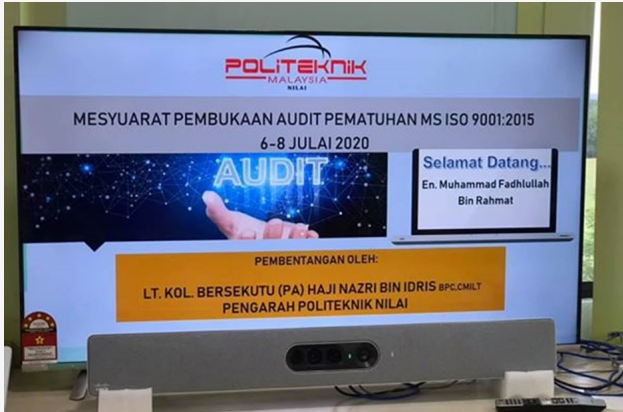 POLITEKNIK
MALAYSIA
NILAI
MESYUARAT PEMBUKAAN AUDIT PEMATUHAN MS ISO 9001:2015
6-8 JULAI 2020
AUDIT
Selamat Datang...
En. Muhammad Fadhlullah
Bin Rahmat
PEMBENTANGAN OLEH:
LT. KOL. BERSEKUTU (PA) HAJI NAZRI BIN IDRIS BPC,CMILT
PENGARAH POLITEKNIK NILAI